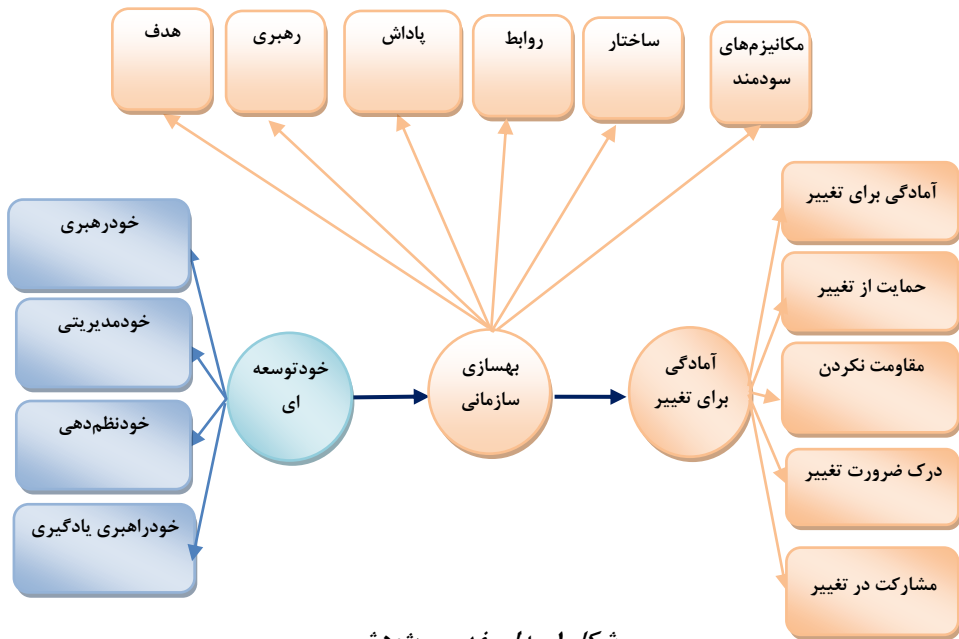 مکانیزم‌های
سودمند
ساختار
روابط
پاداش
رهبری
هدف
آمادگی برای تغییر
حمایت از تغییر
مقاومت نکردن
درک ضرورت تغییر
مشارکت در تغییر
آمادگی
برای تغییر
بهسازی
سازمانی
خودتوسعه
ای
خودرهبری
خودمدیریتی
خودنظم‌دهی
خودراهبری یادگیری